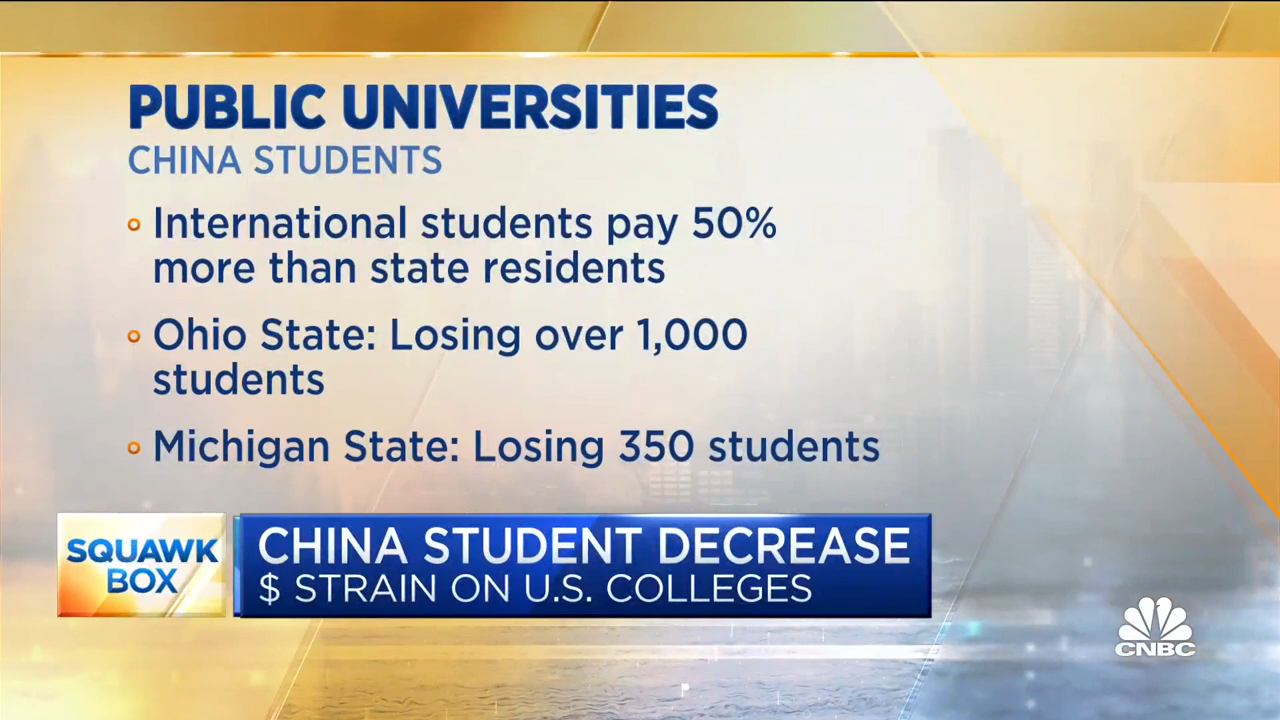 PUBLIC UNIVERSITIES
CHINA STUDENTS
International students pay 50%
more than state residents
Ohio State: Losing over 1,000
students
Michigan State: Losing 350 students
SQUAWK
BOX
CHINA STUDENT DECREASE
$ STRAIN ON U.S. COLLEGES
CNBC